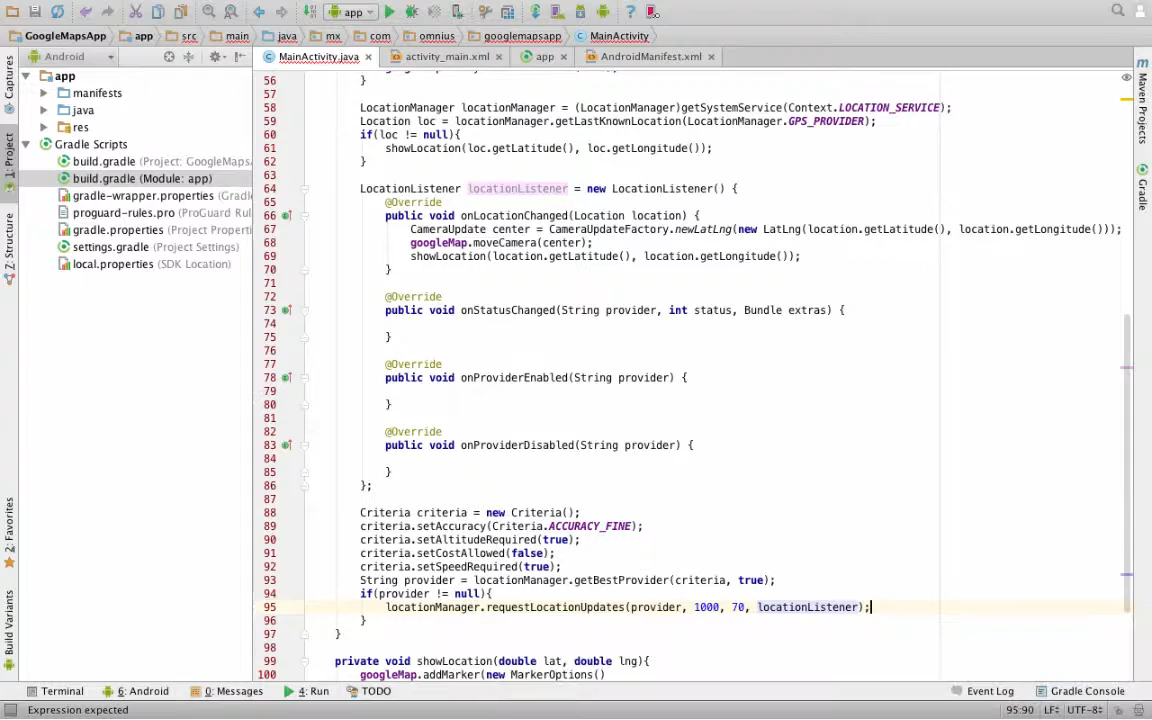 app
GoogleMapsApp app src main java mx com omnius googlemapsapp MainActivity
Android
MainActivity.java activity_main.xml app AndroidManifest.xml
Captures
1: Project
Z: Structure
2: Favorites
Build Variants
app
manifests
java
res
Gradle Scripts
build.gradle (Project: GoogleMapsA
build.gradle (Module: app)
gradle-wrapper.properties (Gradle
proguard-rules.pro (ProGuard Rul
gradle.properties (Project Properti
settings.gradle (Project Settings)
local.properties (SDK Location)
56 }
57
58 LocationManager locationManager = (LocationManager)getSystemService(Context.LOCATION_SERVICE);
59 Location loc = locationManager.getLastKnownLocation(LocationManager.GPS_PROVIDER);
60 if(loc != null){
61 showLocation(loc.getLatitude(), loc.getLongitude());
62 }
63
64 LocationListener locationListener = new LocationListener() {
65 @Override
66 public void onLocationChanged(Location location) {
67 CameraUpdate center = CameraUpdateFactory.newLatLng(new LatLng(location.getLatitude(), location.getLongitude()));
68 googleMap.moveCamera(center);
69 showLocation(location.getLatitude(), location.getLongitude());
70 }
71
72 @Override
73 public void onStatusChanged(String provider, int status, Bundle extras) {
74
75 }
76
77 @Override
78 public void onProviderEnabled(String provider) {
79
80 }
81
82 @Override
83 public void onProviderDisabled(String provider) {
84
85 }
86 };
87
88 Criteria criteria = new Criteria();
89 criteria.setAccuracy(Criteria.ACCURACY_FINE);
90 criteria.setAltitudeRequired(true);
91 criteria.setCostAllowed(false);
92 criteria.setSpeedRequired(true);
93 String provider = locationManager.getBestProvider(criteria, true);
94 if(provider != null){
95 locationManager.requestLocationUpdates(provider, 1000, 70, locationListener);
96 }
97 }
98
99 private void showLocation(double lat, double lng){
100 googleMap.addMarker(new MarkerOptions()
m
Maven Projects
Gradle
Terminal 6: Android 0: Messages 4: Run TODO Event Log Gradle Console
Expression expected 95:90 LF÷ UTF-8÷